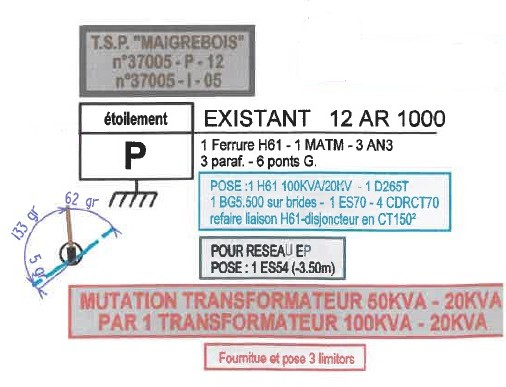 T.S.P. "MAIGREBOIS"
n°37005 - P - 12
n°37005 - I - 05
étoilement
P
EXISTANT 12 AR 1000
1 Ferrure H61 - 1 MATM - 3 AN3
3 paraf. - 6 ponts G.
POSE : 1 H61 100KVA/20KV - 1 D265T
1 BG5.500 sur brides - 1 ES70 - 4 CDRCT70
refaire liaison H61-disjoncteur en CT150²
62 gr
133 gr
5 gr
POUR RESEAU EP
POSE : 1 ES54 (-3.50m)
MUTATION TRANSFORMATEUR 50KVA - 20KVA
PAR 1 TRANSFORMATEUR 100KVA - 20KVA
Fournitue et pose 3 limitors